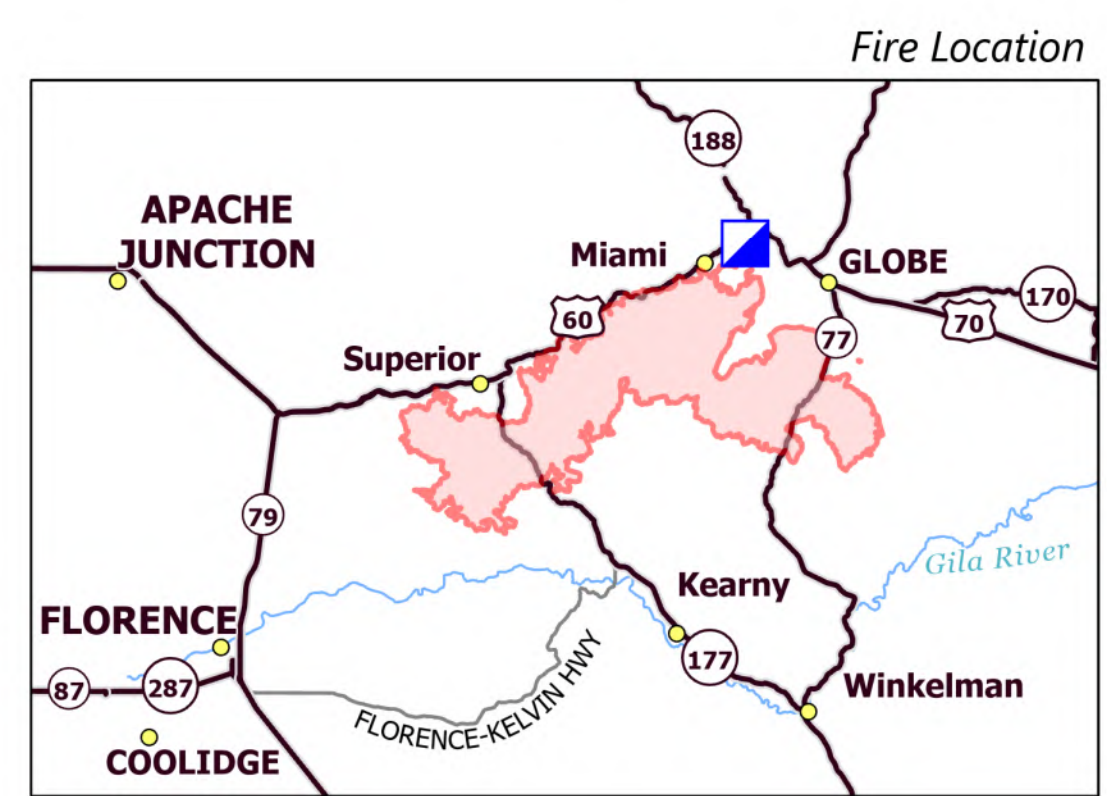 Fire Location
188
APACHE
JUNCTION
Miami
GLOBE
170
60
70
77
Superior
79
Gila River
Kearny
FLORENCE
87
287
177
Winkelman
FLORENCE-KELVIN HWY
COOLIDGE